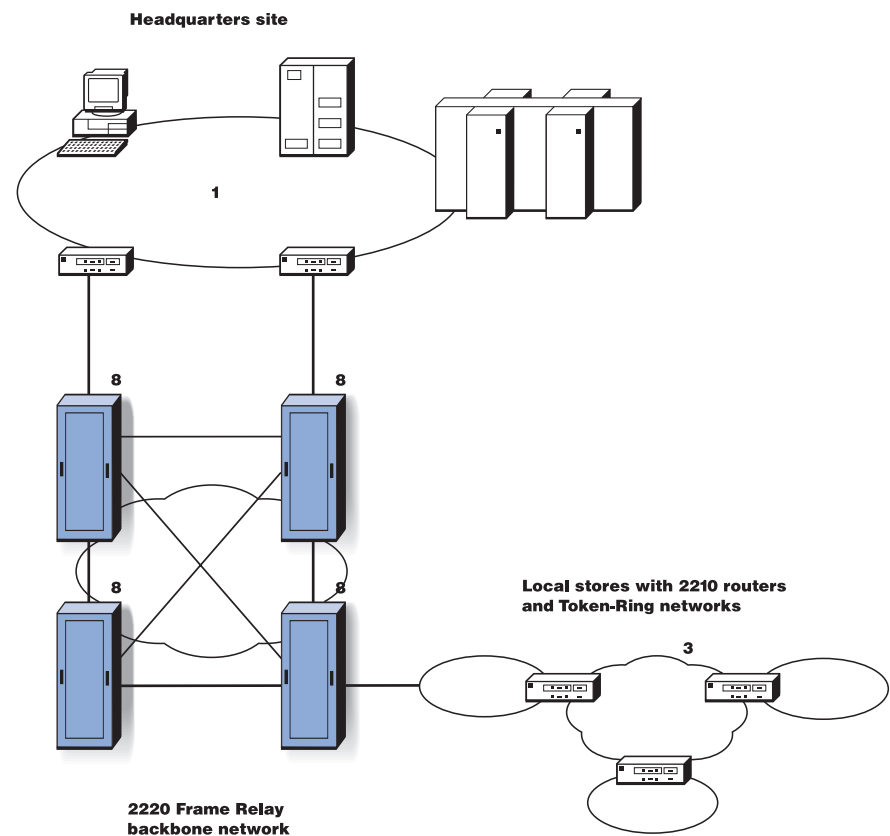 Headquarters site
1
8
8
8
8
Local stores with 2210 routers
and Token-Ring networks
3
2220 Frame Relay
backbone network